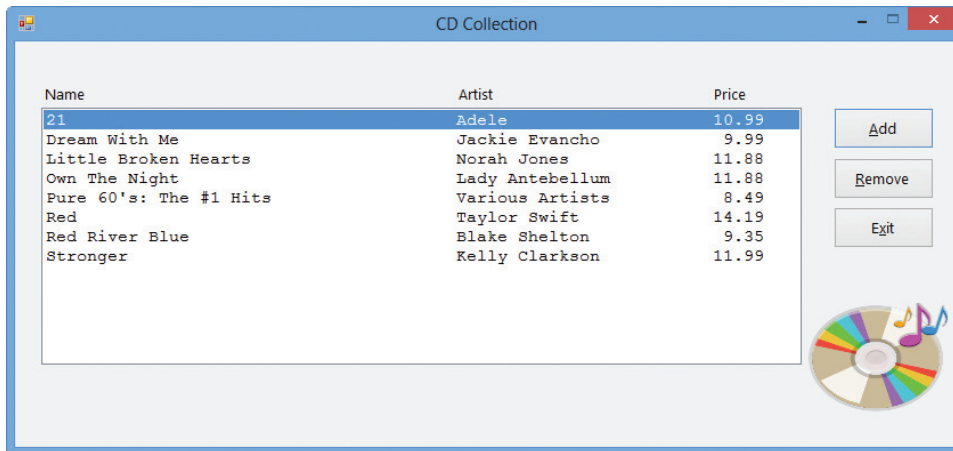 CD Collection
Name Artist Price
21 Adele 10.99
Dream With Me Jackie Evancho 9.99
Little Broken Hearts Norah Jones 11.88
Own The Night Lady Antebellum 11.88
Pure 60's: The #1 Hits Various Artists 8.49
Red Taylor Swift 14.19
Red River Blue Blake Shelton 9.35
Stronger Kelly Clarkson 11.99
Add
Remove
Exit